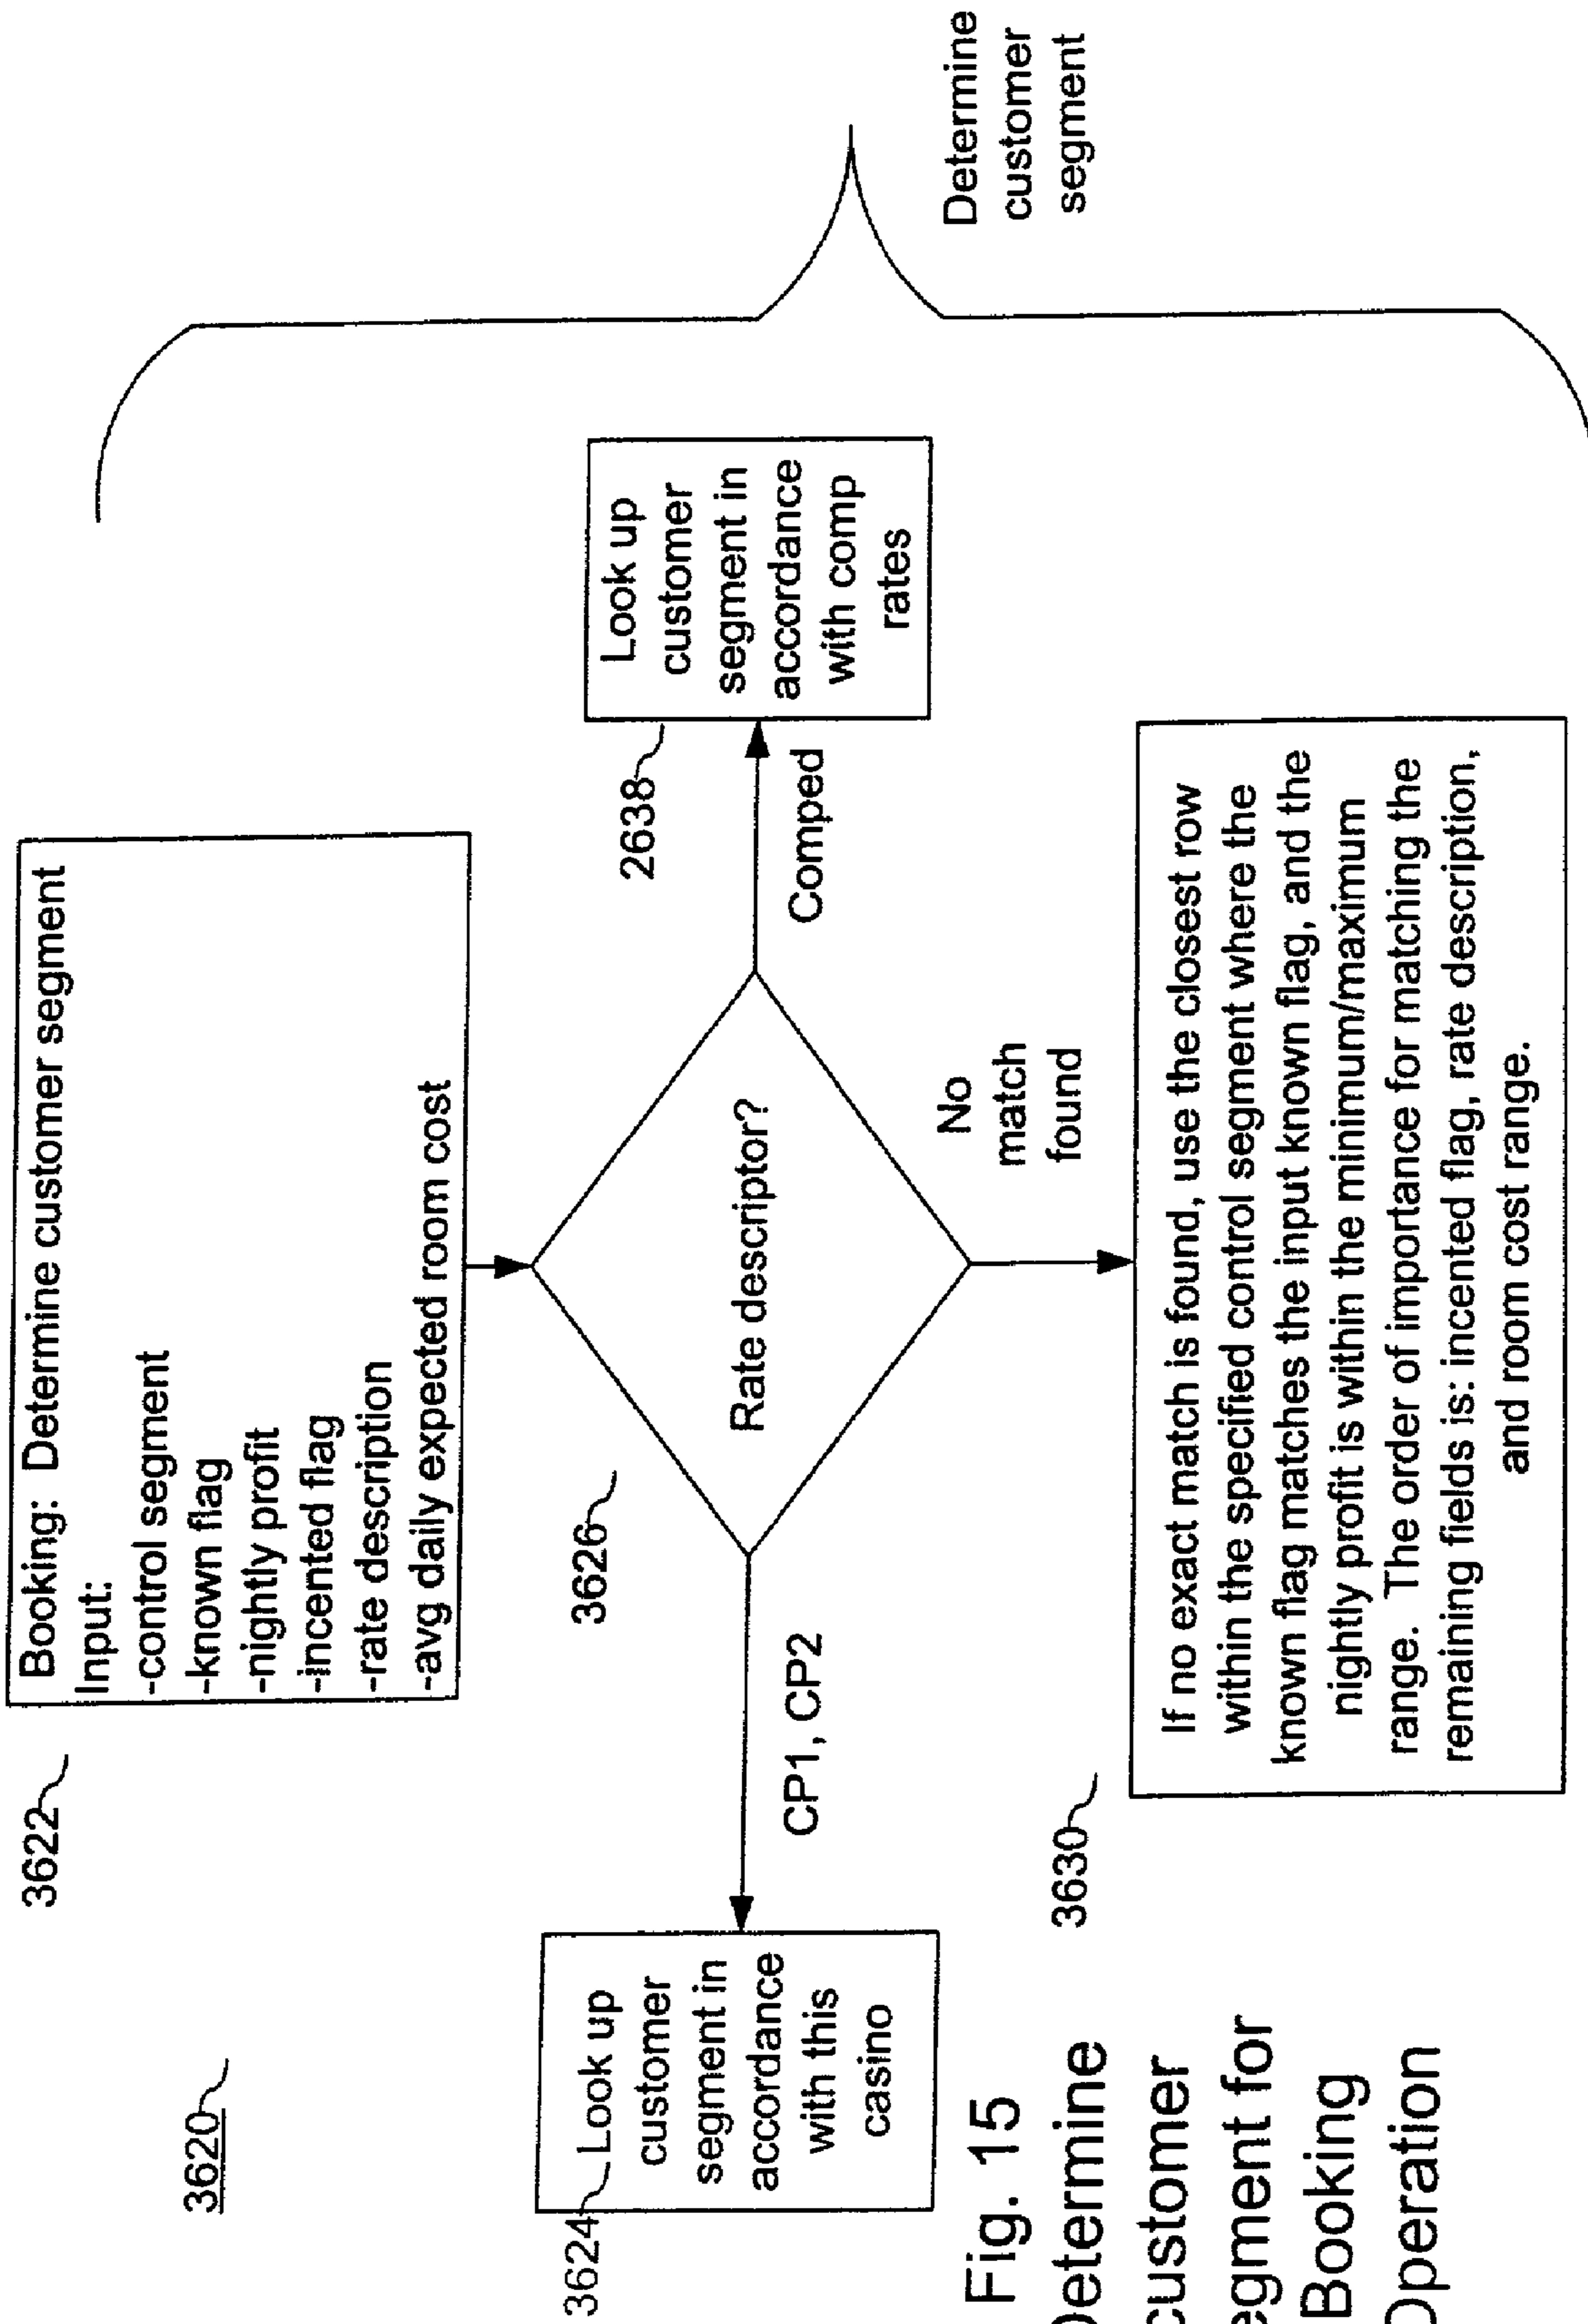 3620
3622
Booking: Determine customer segment
Input:
-control segment
-known flag
-nightly profit
-incented flag
-rate description
-avg daily expected room cost
3626
Rate descriptor?
CP1, CP2
3624
Look up
customer
segment in
accordance
with this
casino
Comped
2638
Look up
customer
segment in
accordance
with comp
rates
No
match
found
3630
If no exact match is found, use the closest row
within the specified control segment where the
known flag matches the input known flag, and the
nightly profit is within the minimum/maximum
range. The order of importance for matching the
remaining fields is: incented flag, rate description,
and room cost range.
Determine
customer
segment
Fig. 15
Determine
customer
segment for
Booking
Operation